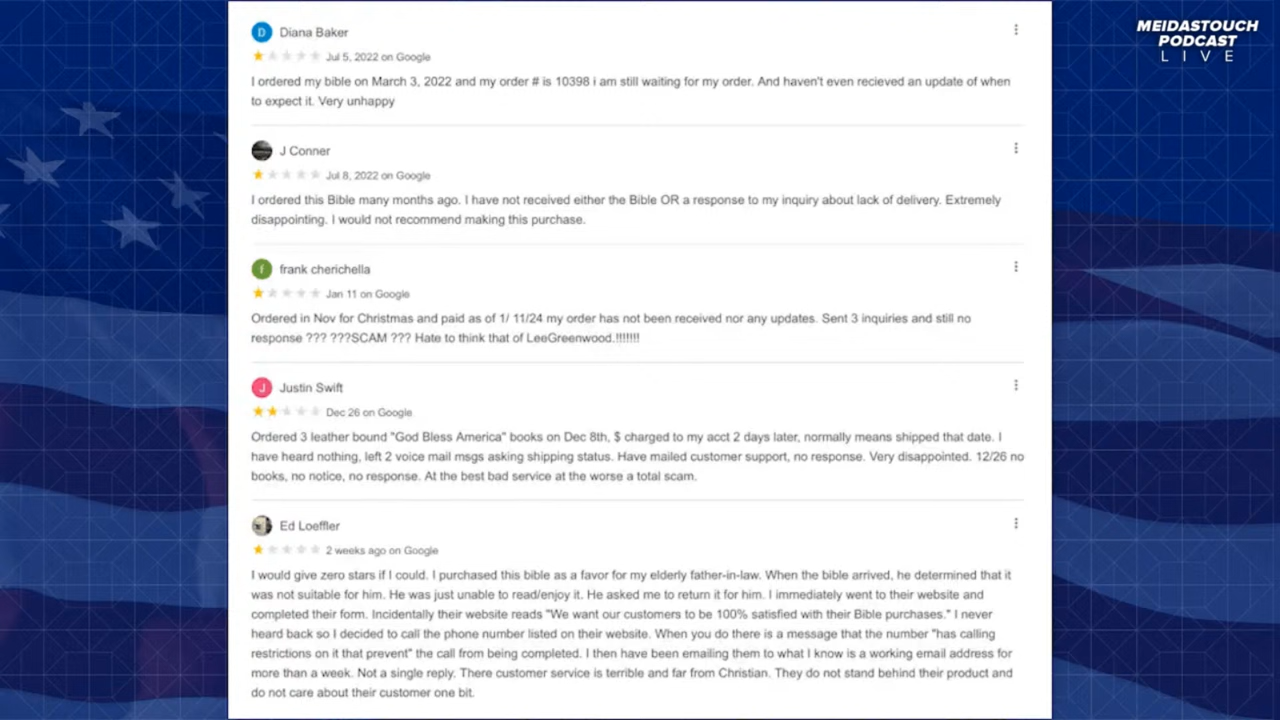 MEIDASTOUCH
PODCAST
LIVE
D
Diana Baker
Jul 5, 2022 on Google
I ordered my bible on March 3, 2022 and my order # is 10398 i am still waiting for my order. And haven't even recieved an update of when
to expect it. Very unhappy
J Conner
Jul 8, 2022 on Google
I ordered this Bible many months ago. I have not received either the Bible OR a response to my inquiry about lack of delivery. Extremely
disappointing. I would not recommend making this purchase.
f
frank cherichella
Jan 11 on Google
Ordered in Nov for Christmas and paid as of 1/ 11/24 my order has not been received nor any updates. Sent 3 inquiries and still no
response ??? ???SCAM ??? Hate to think that of LeeGreenwood.!!!!!!!
J
Justin Swift
Dec 26 on Google
Ordered 3 leather bound "God Bless America" books on Dec 8th, $ charged to my acct 2 days later, normally means shipped that date. I
have heard nothing, left 2 voice mail msgs asking shipping status. Have mailed customer support, no response. Very disappointed. 12/26 no
books, no notice, no response. At the best bad service at the worse a total scam.
Ed Loeffler
2 weeks ago on Google
I would give zero stars if I could. I purchased this bible as a favor for my elderly father-in-law. When the bible arrived, he determined that it
was not suitable for him. He was just unable to read/enjoy it. He asked me to return it for him. I immediately went to their website and
completed their form. Incidentally their website reads "We want our customers to be 100% satisfied with their Bible purchases." I never
heard back so I decided to call the phone number listed on their website. When you do there is a message that the number "has calling
restrictions on it that prevent" the call from being completed. I then have been emailing them to what I know is a working email address for
more than a week. Not a single reply. There customer service is terrible and far from Christian. They do not stand behind their product and
do not care about their customer one bit.